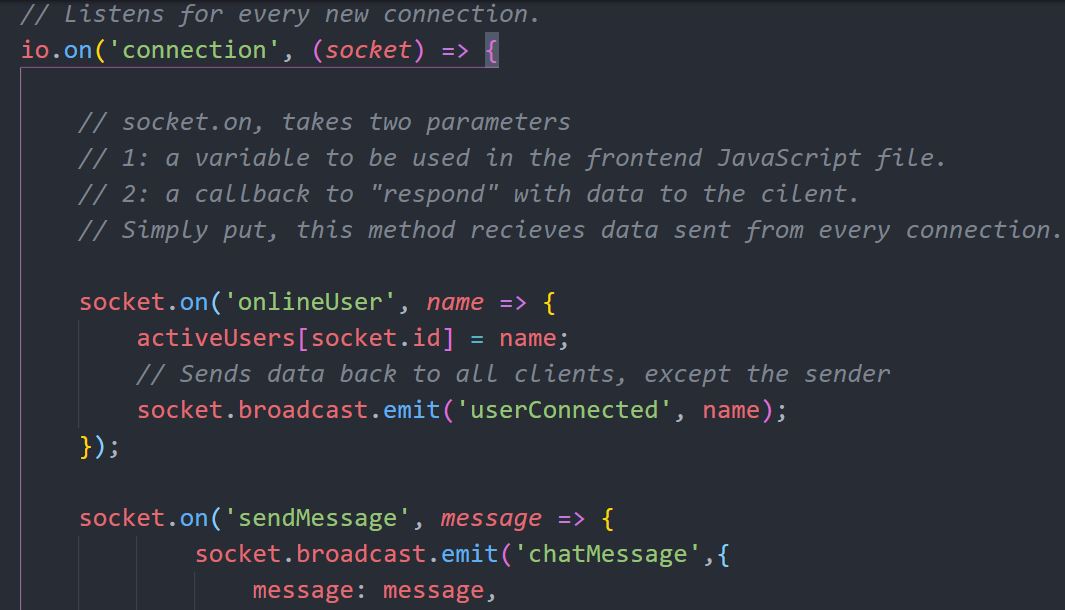 // Listens for every new connection.
io.on('connection', (socket) => {
// socket.on, takes two parameters
// 1: a variable to be used in the frontend JavaScript file.
// 2: a callback to "respond" with data to the cilent.
// Simply put, this method recieves data sent from every connection.
socket.on('onlineUser', name => {
activeUsers[socket.id] = name;
// Sends data back to all clients, except the sender
socket.broadcast.emit('userConnected', name);
});
socket.on('sendMessage', message => {
socket.broadcast.emit('chatMessage',{
message: message,